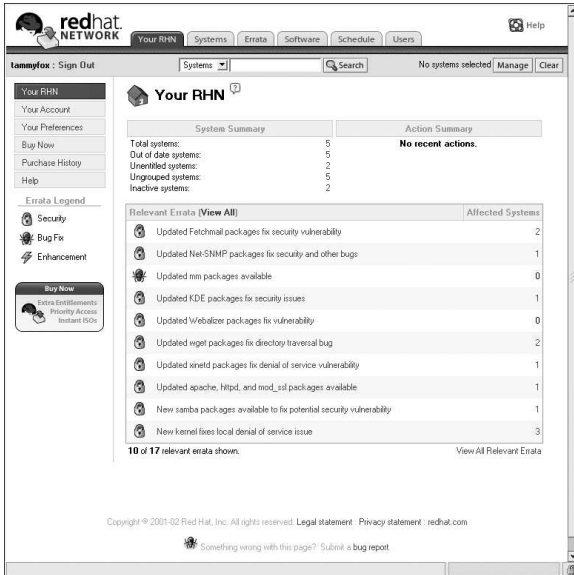 redhat.
NETWORK
Your RHN
Systems
Errata
Software
Schedule
Users
Help
tammyfox : Sign Out
Systems
Search
No systems selected
Manage
Clear
Your RHN
Your Account
Your Preferences
Buy Now
Purchase History
Help
Errata Legend
Security
Bug Fix
Enhancement
Buy Now
Extra Entitlements
Priority Access
Instant ISOs
Your RHN ?
System Summary
Total systems: 5
Out of date systems: 5
Unentitled systems: 2
Ungrouped systems: 5
Inactive systems: 2
Action Summary
No recent actions.
Relevant Errata (View All) Affected Systems
Updated Fetchmail packages fix security vulnerability 2
Updated Net-SNMP packages fix security and other bugs 1
Updated mm packages available 0
Updated KDE packages fix security issues 1
Updated Webalizer packages fix vulnerability 0
Updated wget packages fix directory traversal bug 2
Updated xinetd packages fix denial of service vulnerability 1
Updated apache, httpd, and mod_ssl packages available 1
New samba packages available to fix potential security vulnerability 1
New kernel fixes local denial of service issue 3
10 of 17 relevant errata shown. View All Relevant Errata
Copyright © 2001-02 Red Hat, Inc. All rights reserved. Legal statement : Privacy statement : redhat.com
Something wrong with this page? Submit a bug report.